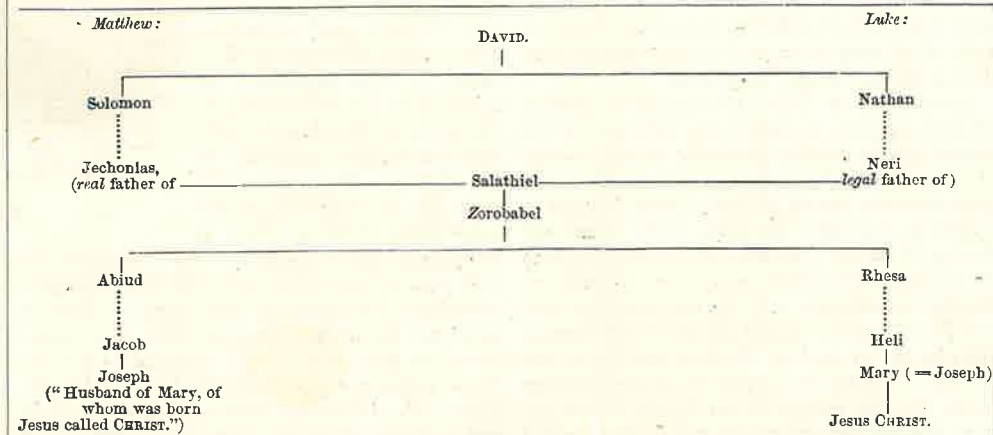 Matthew: Luke:
DAVID.
Solomon Nathan
Jechonias, Neri
(real father of Salathiel legal father of)
Zorobabel
Abiud Rhesa
Jacob Heli
Joseph Mary (=Joseph)
("Husband of Mary, of
whom was born
Jesus called CHRIST.") Jesus CHRIST.